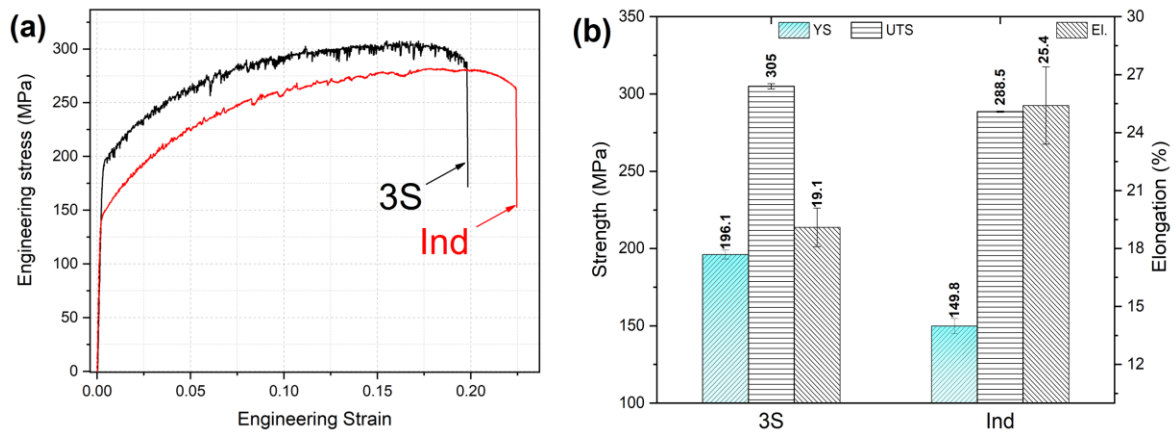 (a)
Engineering stress (MPa)
300
250
200
150
100
50
0
3S
Ind
0.00
0.05
0.10
0.15
0.20
Engineering Strain
(b)
YS
UTS
El.
Strength (MPa)
350
300
250
200
150
100
196.1
305
19.1
149.8
288.5
25.4
3S
Ind
30
27
24
21
18
15
12
Elongation (%)